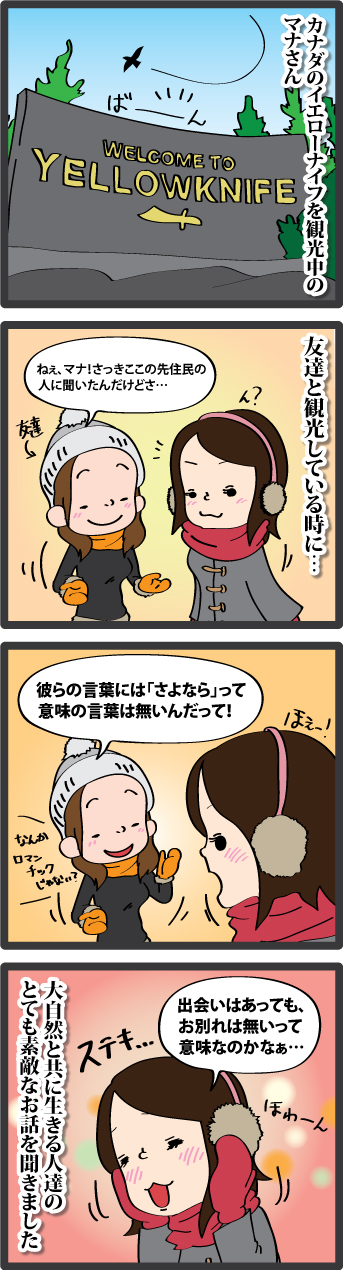 カナダのイエローナイフを観光中の
マナさん
ばーーん
WELCOME TO
YELLOWKNIFE
友達と観光している時に…
ねぇ、マナ!さっきここの先住民の
人に聞いたんだけどさ…
ん?
友達
彼らの言葉には「さよなら」って
意味の言葉は無いんだって!
ほえー!
なんか
ロマン
チック
じゃない?
出会いはあっても、
お別れは無いって
意味なのかなぁ…
ステキ…
ほわーん
大自然と共に生きる人達の
とても素敵なお話を聞きました